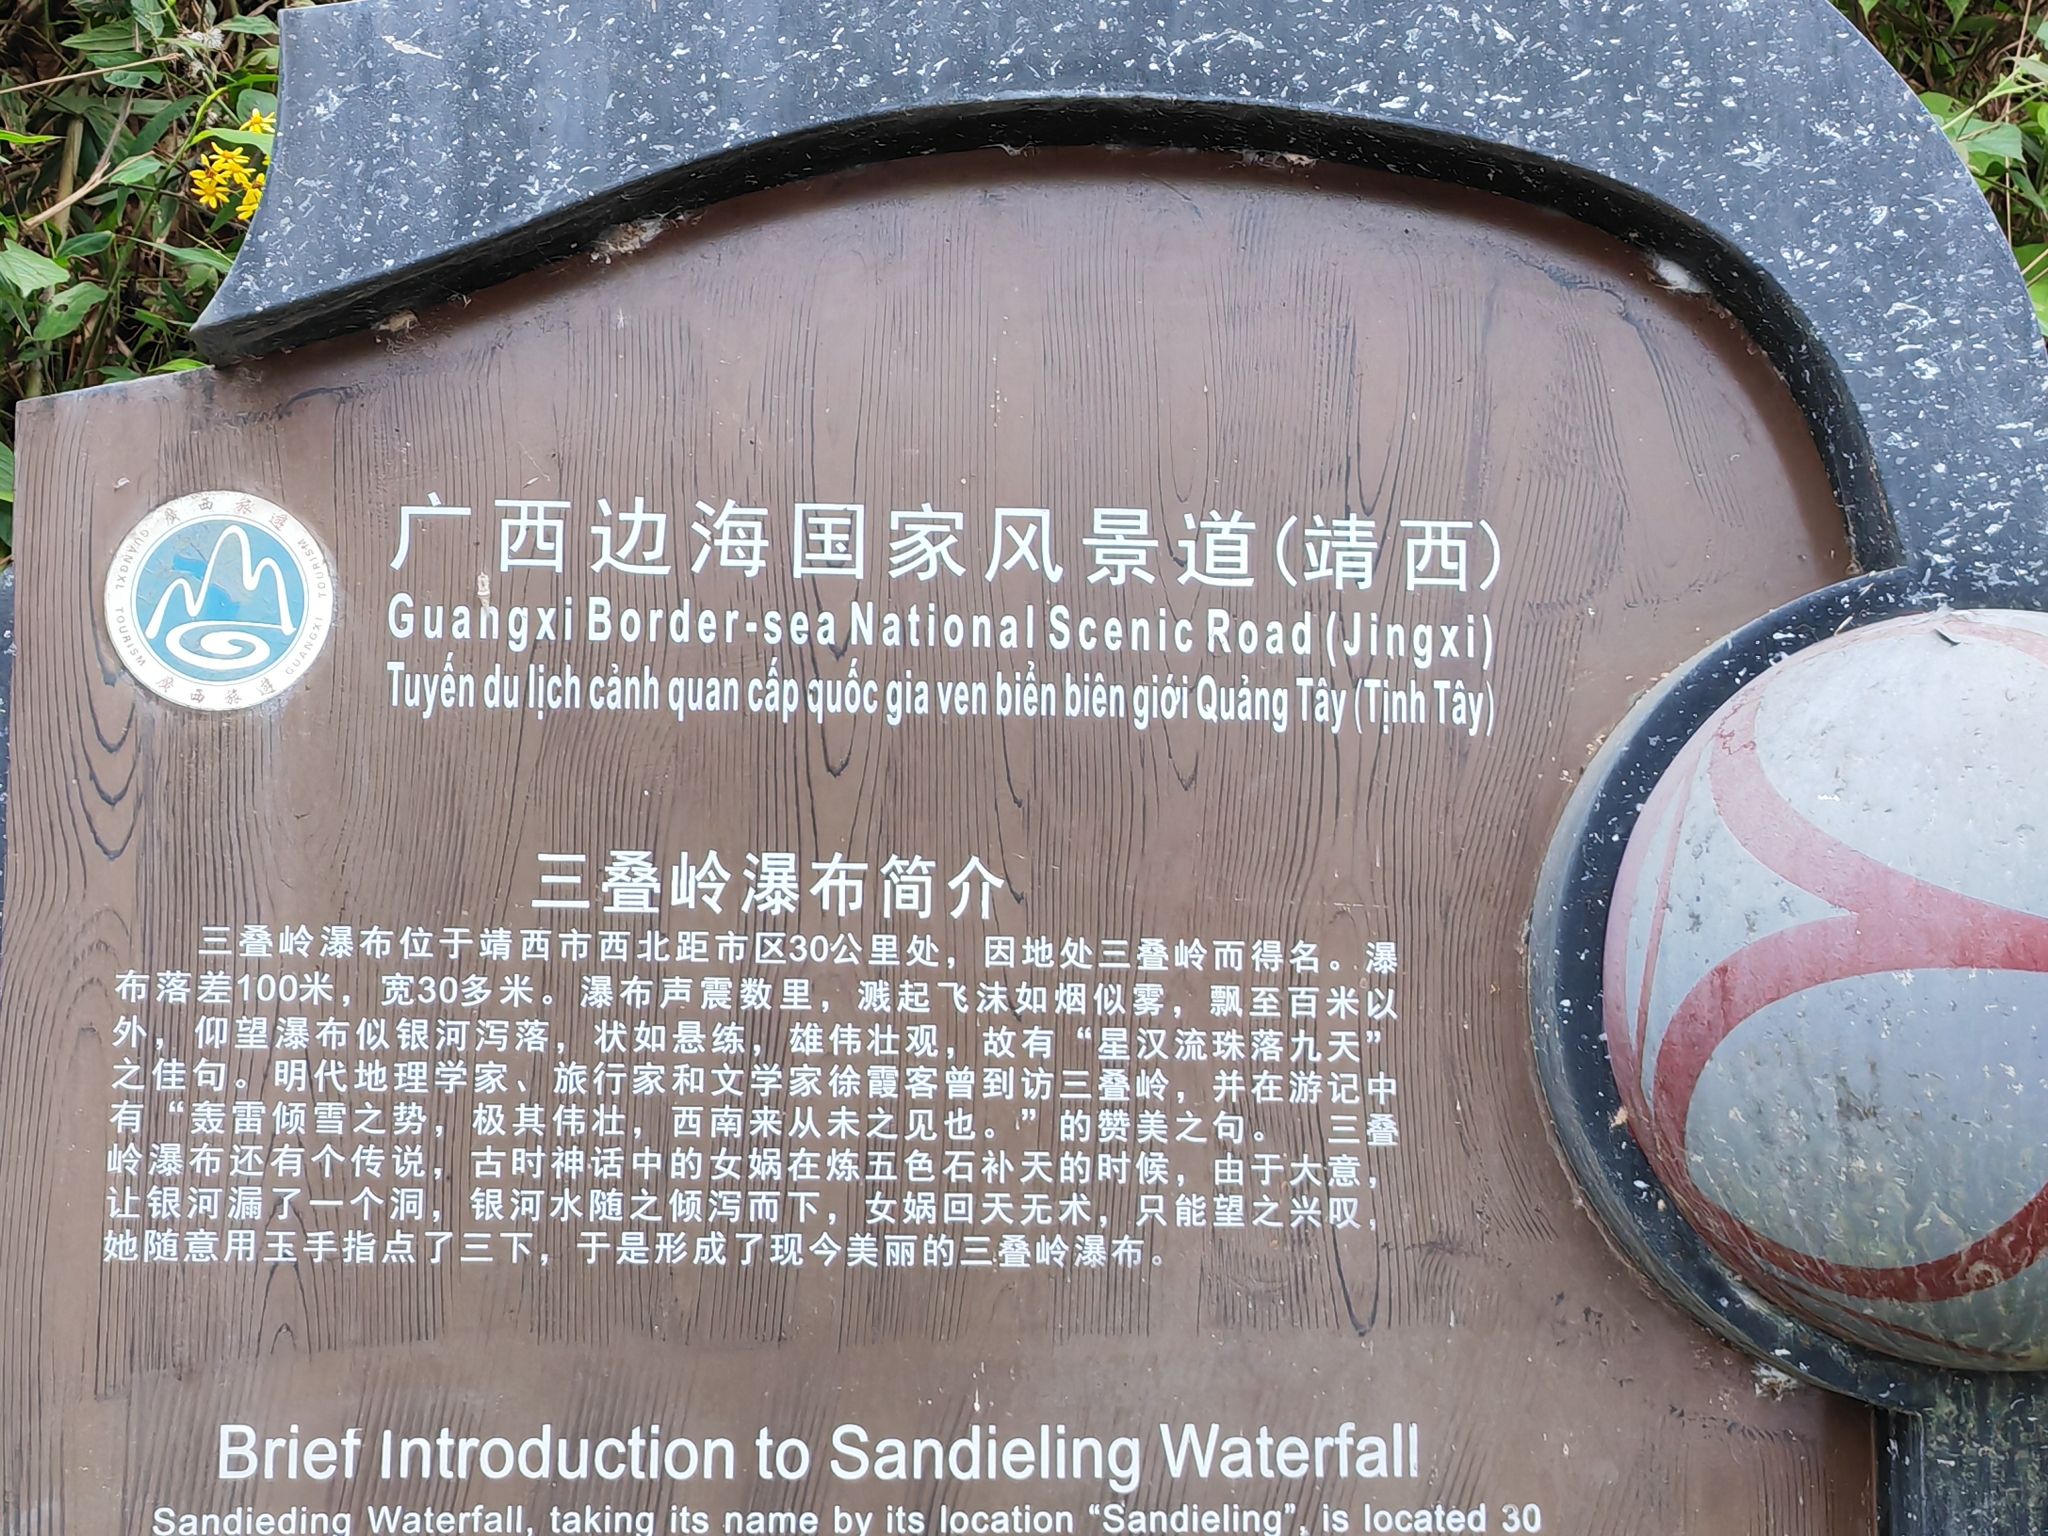 广西旅游
GUANGXI TOURISM
广西旅游
GUANGXI TOURISM
广西边海国家风景道(靖西)
Guangxi Border-sea National Scenic Road (Jingxi)
Tuyến du lịch cảnh quan cấp quốc gia ven biển biên giới Quảng Tây (Tịnh Tây)
三叠岭瀑布简介
三叠岭瀑布位于靖西市西北距市区30公里处，因地处三叠岭而得名。瀑
布落差100米，宽30多米。瀑布声震数里，溅起飞沫如烟似雾，飘至百米以
外，仰望瀑布似银河泻落，状如悬练，雄伟壮观，故有“星汉流珠落九天”
之佳句。明代地理学家、旅行家和文学家徐霞客曾到访三叠岭，并在游记中
有“轰雷倾雪之势，极其伟壮，西南来从未之见也。”的赞美之句。 三叠
岭瀑布还有个传说，古时神话中的女娲在炼五色石补天的时候，由于大意，
让银河漏了一个洞，银河水随之倾泻而下，女娲回天无术，只能望之兴叹，
她随意用玉手指点了三下，于是形成了现今美丽的三叠岭瀑布。
Brief Introduction to Sandieling Waterfall
Sandieding Waterfall, taking its name by its location “Sandieling”, is located 30